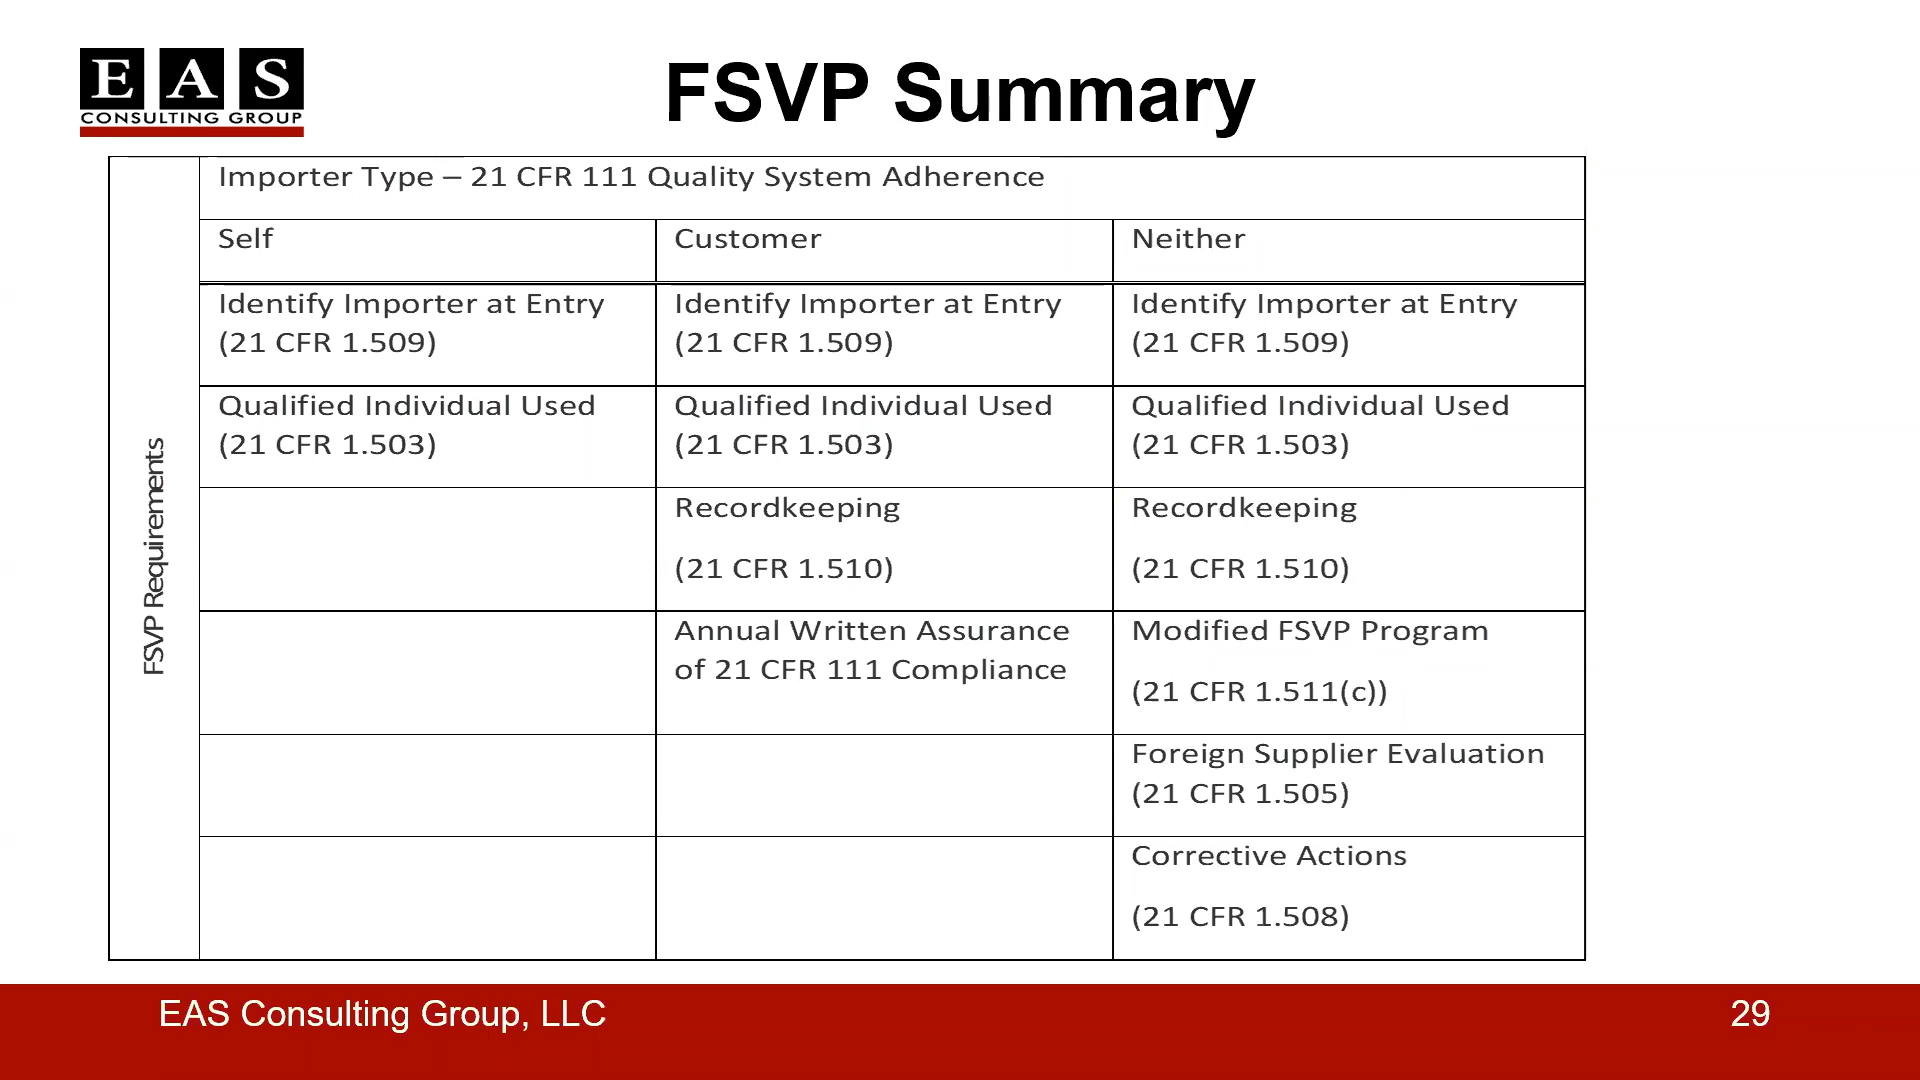 EAS
CONSULTING GROUP
FSVP Summary
FSVP Requirements
Importer Type – 21 CFR 111 Quality System Adherence
Self
Customer
Neither
Identify Importer at Entry
(21 CFR 1.509)
Identify Importer at Entry
(21 CFR 1.509)
Identify Importer at Entry
(21 CFR 1.509)
Qualified Individual Used
(21 CFR 1.503)
Qualified Individual Used
(21 CFR 1.503)
Qualified Individual Used
(21 CFR 1.503)
Recordkeeping
(21 CFR 1.510)
Recordkeeping
(21 CFR 1.510)
Annual Written Assurance
of 21 CFR 111 Compliance
Modified FSVP Program
(21 CFR 1.511(c))
Foreign Supplier Evaluation
(21 CFR 1.505)
Corrective Actions
(21 CFR 1.508)
EAS Consulting Group, LLC
29